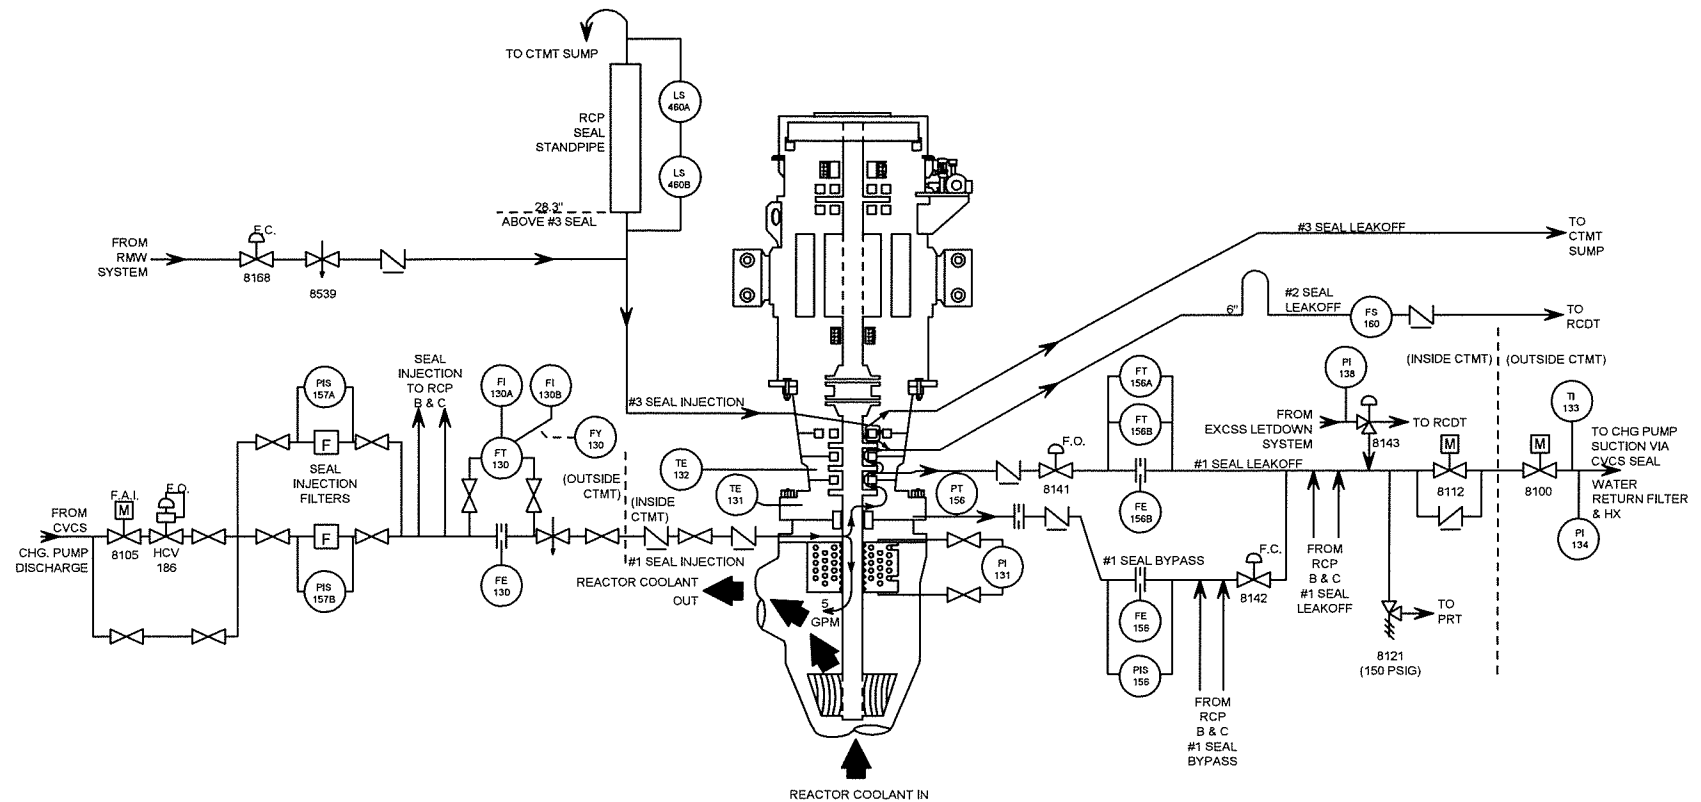 TO CTMT SUMP
LS
460A
RCP
SEAL
STANDPIPE
LS
460B
28.3"
ABOVE #3 SEAL
FROM
RMW
SYSTEM
F.C.
8168
8539
#3 SEAL LEAKOFF
TO
CTMT
SUMP
6"
#2 SEAL
LEAKOFF
FS
160
TO
RCDT
(INSIDE CTMT)
(OUTSIDE CTMT)
SEAL
INJECTION
TO RCP
B & C
PIS
157A
F
SEAL
INJECTION
FILTERS
F
PIS
157B
FI
130A
FI
130B
FY
130
FT
130
FE
130
#3 SEAL INJECTION
(OUTSIDE
CTMT)
(INSIDE
CTMT)
TE
132
TE
131
FROM
CVCS
CHG. PUMP
DISCHARGE
F.A.I.
M
8105
F.O.
HCV
186
#1 SEAL INJECTION
REACTOR COOLANT
OUT
5
GPM
REACTOR COOLANT IN
PT
156
PI
131
FT
156A
FT
156B
F.O.
8141
FE
156B
#1 SEAL LEAKOFF
PI
138
FROM
EXCSS LETDOWN
SYSTEM
TO RCDT
8143
M
8112
M
8100
TI
133
TO CHG PUMP
SUCTION VIA
CVCS SEAL
WATER
RETURN FILTER
& HX
PI
134
#1 SEAL BYPASS
F.C.
8142
FE
156
PIS
156
FROM
RCP
B & C
#1 SEAL
LEAKOFF
FROM
RCP
B & C
#1 SEAL
BYPASS
TO
PRT
8121
(150 PSIG)